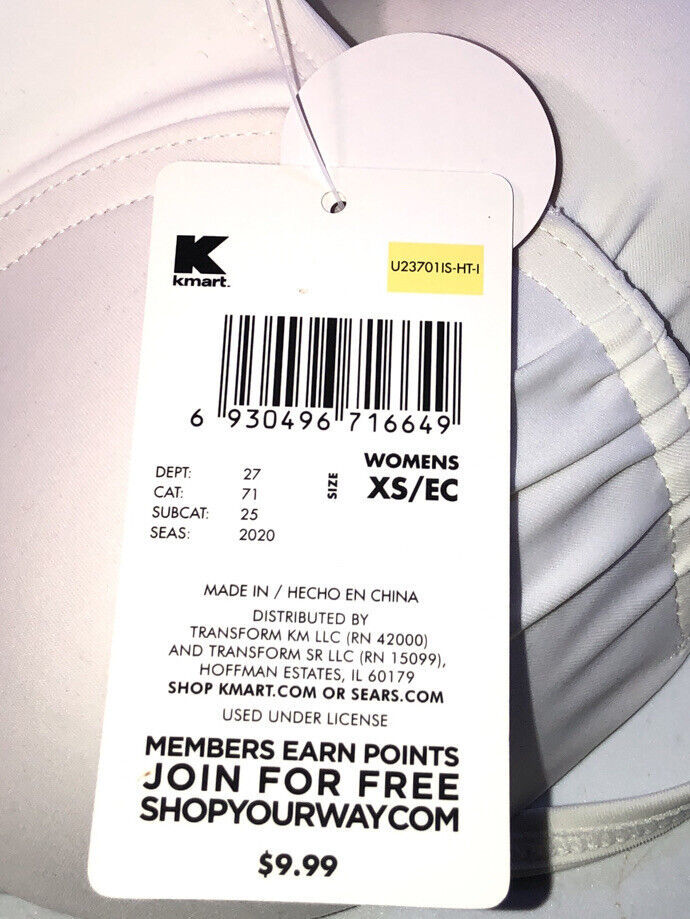 K
kmart.
U23701IS-HT-I
6 930496 716649
DEPT: 27
CAT: 71
SUBCAT: 25
SEAS: 2020
SIZE
WOMENS
XS/EC
MADE IN / HECHO EN CHINA
DISTRIBUTED BY
TRANSFORM KM LLC (RN 42000)
AND TRANSFORM SR LLC (RN 15099),
HOFFMAN ESTATES, IL 60179
SHOP KMART.COM OR SEARS.COM
USED UNDER LICENSE
MEMBERS EARN POINTS
JOIN FOR FREE
SHOPYOURWAY.COM
$9.99